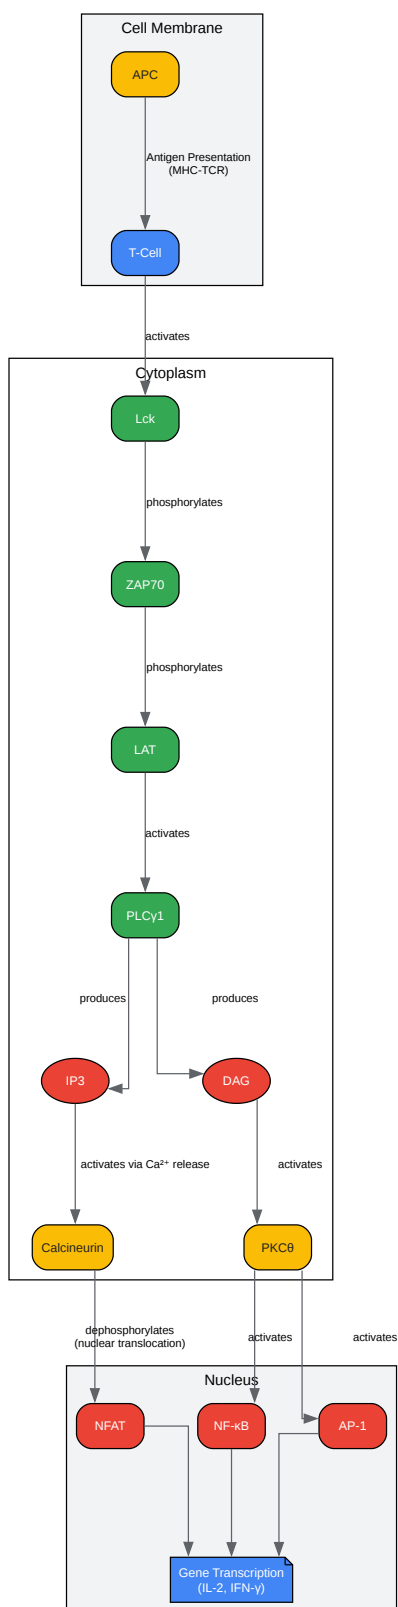 Cell Membrane
APC
Antigen Presentation
(MHC-TCR)
T-Cell
activates
Cytoplasm
Lck
phosphorylates
ZAP70
phosphorylates
LAT
activates
PLCγ1
produces
produces
IP3
DAG
activates via Ca²⁺ release
activates
Calcineurin
PKCθ
dephosphorylates
(nuclear translocation)
activates
activates
Nucleus
NFAT
NF-κB
AP-1
Gene Transcription
(IL-2, IFN-γ)